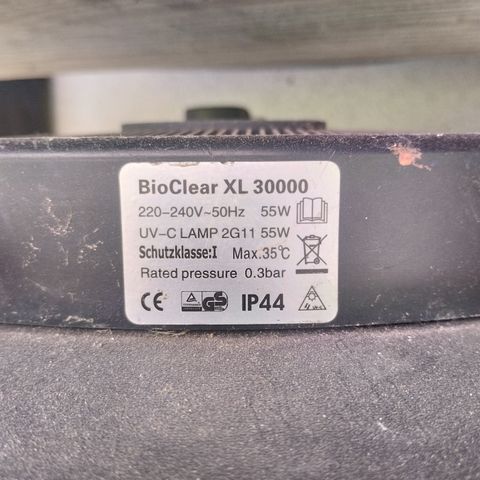 BioClear XL 30000
220-240V~50Hz 55W
UV-C LAMP 2G11 55W
Schutzklasse:I Max.35℃
Rated pressure 0.3bar
CE GS IP44